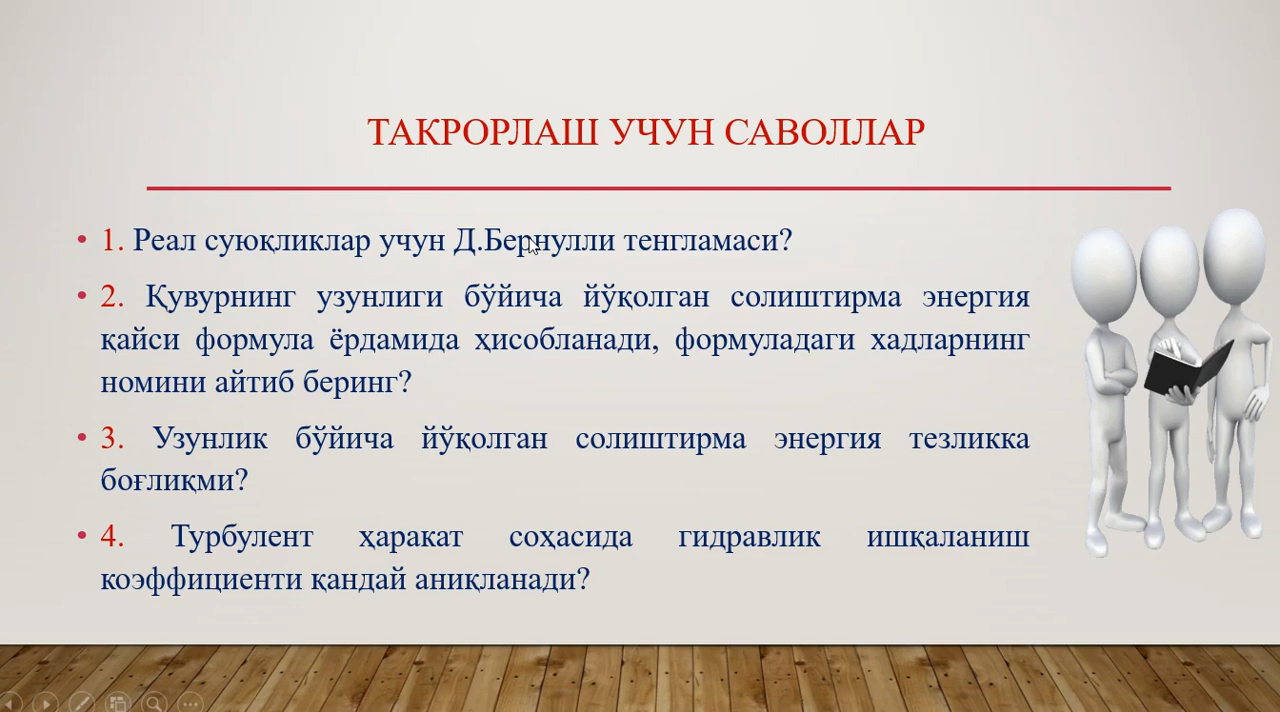 ТАКРОРЛАШ УЧУН САВОЛЛАР
• 1. Реал суюқликлар учун Д.Бернулли тенгламаси?
• 2. Қувурнинг узунлиги бўйича йўқолган солиштирма энергия
қайси формула ёрдамида ҳисобланади, формуладаги хадларнинг
номини айтиб беринг?
• 3. Узунлик бўйича йўқолган солиштирма энергия тезликка
боғлиқми?
• 4. Турбулент ҳаракат соҳасида гидравлик ишқаланиш
коэффициенти қандай аниқланади?